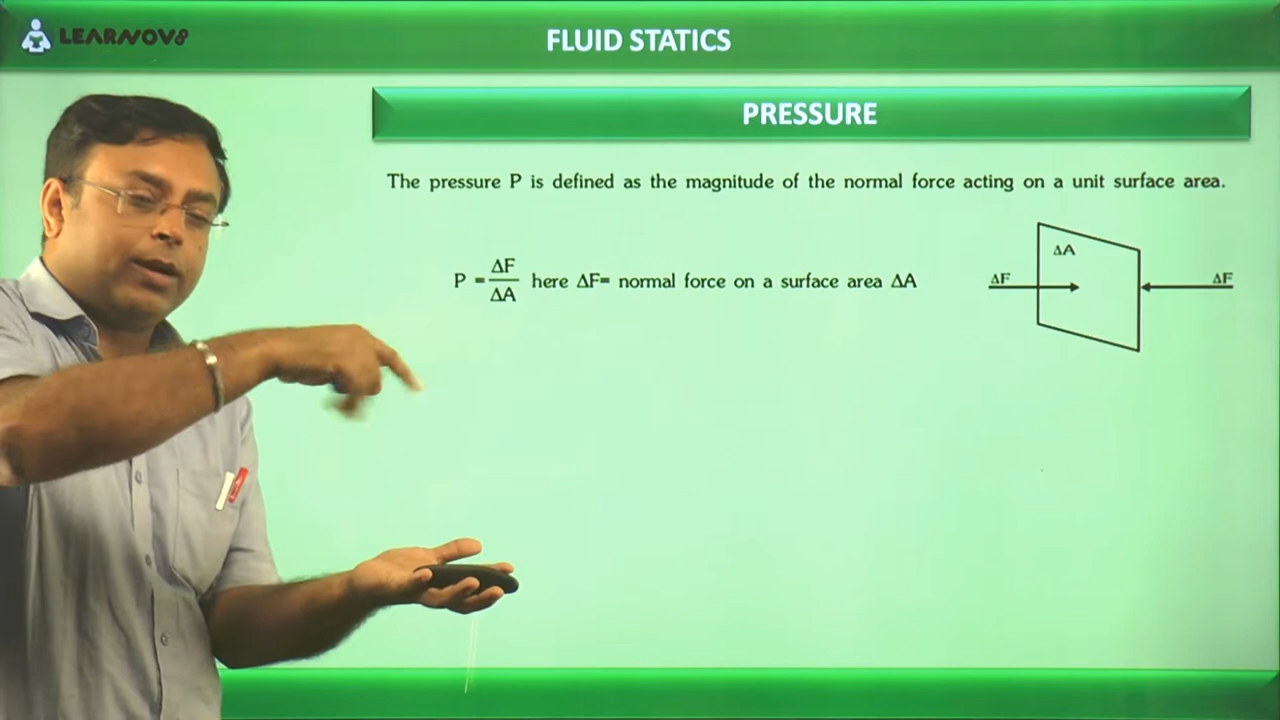 LEARNOV8
FLUID STATICS
PRESSURE
The pressure P is defined as the magnitude of the normal force acting on a unit surface area.
P = ΔF/ΔA here ΔF= normal force on a surface area ΔA
ΔA
ΔF
ΔF